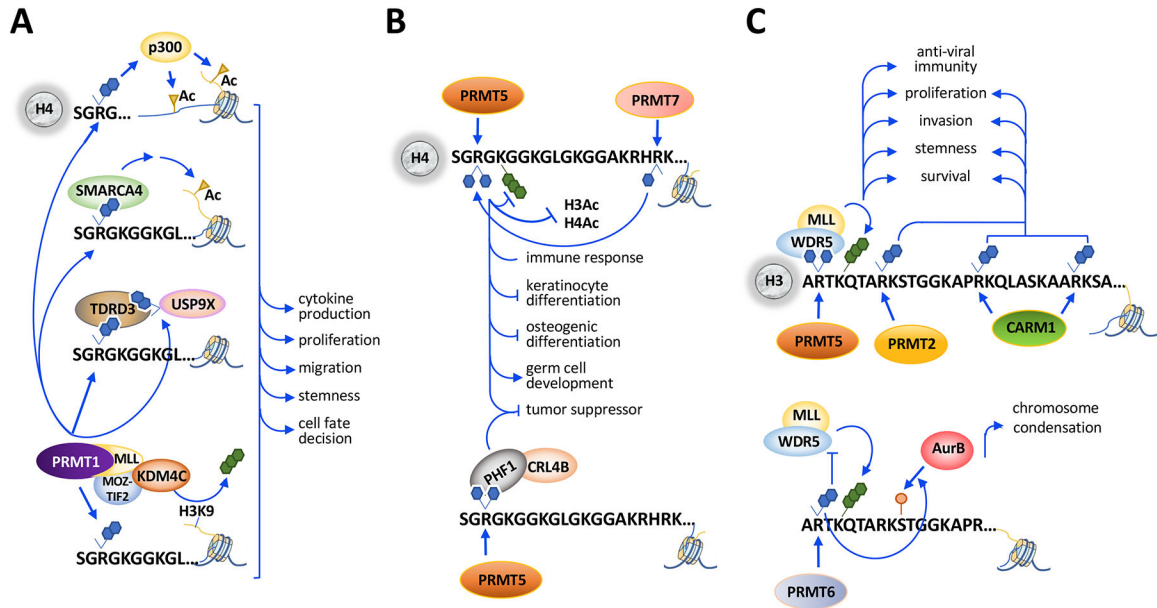 A
p300
Ac
Ac
H4
SGRG...
SMARCA4
Ac
SGRGKGGKGL...
TDRD3
USP9X
SGRGKGGKGL...
cytokine
production
proliferation
migration
stemness
cell fate
decision
PRMT1
MLL
MOZ-
TIF2
KDM4C
H3K9
SGRGKGGKGL...
B
PRMT5
PRMT7
H4
SGRGKGGKGLGKGGAKRHRK...
H3Ac
H4Ac
immune response
keratinocyte
differentiation
osteogenic
differentiation
germ cell
development
tumor suppressor
PHF1
CRL4B
SGRGKGGKGLGKGGAKRHRK...
PRMT5
C
anti-viral
immunity
proliferation
invasion
stemness
survival
MLL
WDR5
H3
ARTKQTARKSTGGKAPRKQLASKAARKSA...
PRMT5
PRMT2
CARM1
MLL
WDR5
AurB
chromosome
condensation
ARTKQTARKSTGGKAPR...
PRMT6